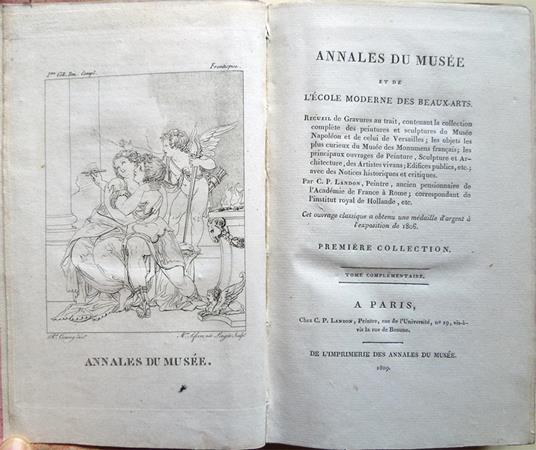 1ere Coll. Tom. Compl.
Frontispice.
ANNALES DU MUSÉE.
ANNALES DU MUSÉE
ET DE
L'ÉCOLE MODERNE DES BEAUX-ARTS.
RECUEIL de Gravures au trait, contenant la collection
complète des peintures et sculptures du Musée
Napoléon et de celui de Versailles; les objets les
plus curieux du Musée des Monumens français; les
principaux ouvrages de Peinture, Sculpture et Ar-
chitecture, des Artistes vivans; Edifices publics, etc.;
avec des Notices historiques et critiques.
Par C. P. LANDON, Peintre, ancien pensionnaire de
l'Académie de France à Rome; correspondant de
l'institut royal de Hollande, etc.
Cet ouvrage classique a obtenu une médaille d'argent à
l'exposition de 1806.
PREMIÈRE COLLECTION.
TOME COMPLÉMENTAIRE.
A PARIS,
Chez C. P. LANDON, Peintre, rue de l'Université, nº 19, vis-à-
vis la rue de Beaune.
DE L'IMPRIMERIE DES ANNALES DU MUSÉE.
1809.